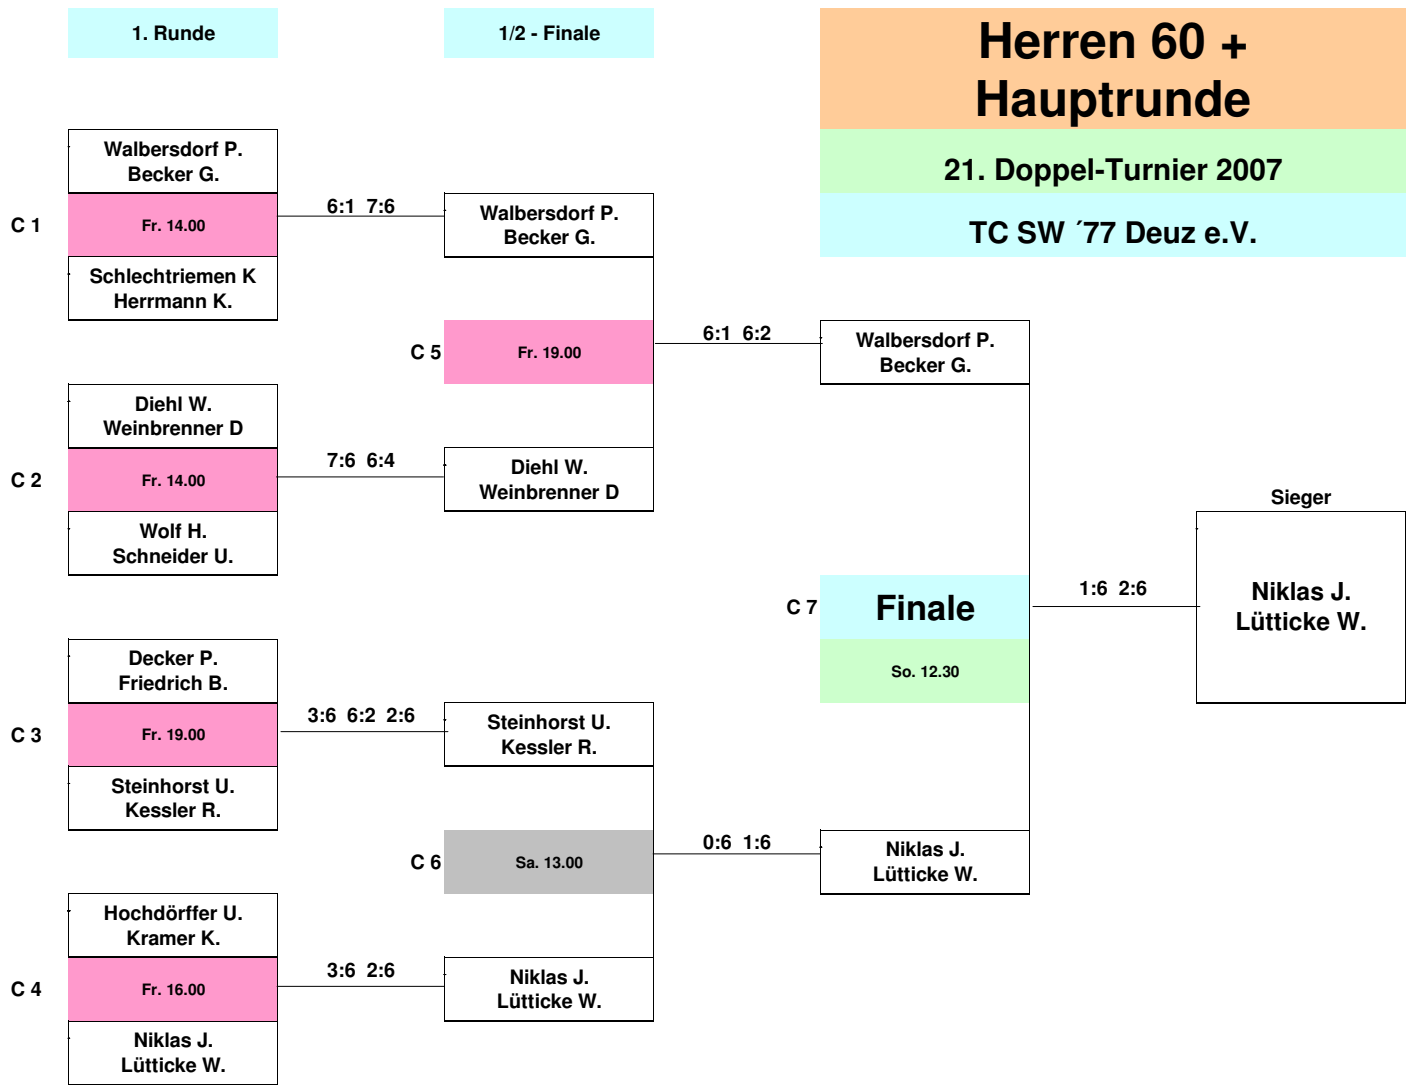 1. Runde
1/2 - Finale
Herren 60 +
Hauptrunde
21. Doppel-Turnier 2007
TC SW ´77 Deuz e.V.
Walbersdorf P.
Becker G.
C 1
Fr. 14.00
6:1 7:6
Schlechtriemen K
Herrmann K.
Walbersdorf P.
Becker G.
C 5
Fr. 19.00
6:1 6:2
Walbersdorf P.
Becker G.
Diehl W.
Weinbrenner D
C 2
Fr. 14.00
7:6 6:4
Wolf H.
Schneider U.
Diehl W.
Weinbrenner D
Sieger
C 7
Finale
So. 12.30
1:6 2:6
Niklas J.
Lütticke W.
Decker P.
Friedrich B.
C 3
Fr. 19.00
3:6 6:2 2:6
Steinhorst U.
Kessler R.
Steinhorst U.
Kessler R.
C 6
Sa. 13.00
0:6 1:6
Niklas J.
Lütticke W.
Hochdörffer U.
Kramer K.
C 4
Fr. 16.00
3:6 2:6
Niklas J.
Lütticke W.
Niklas J.
Lütticke W.